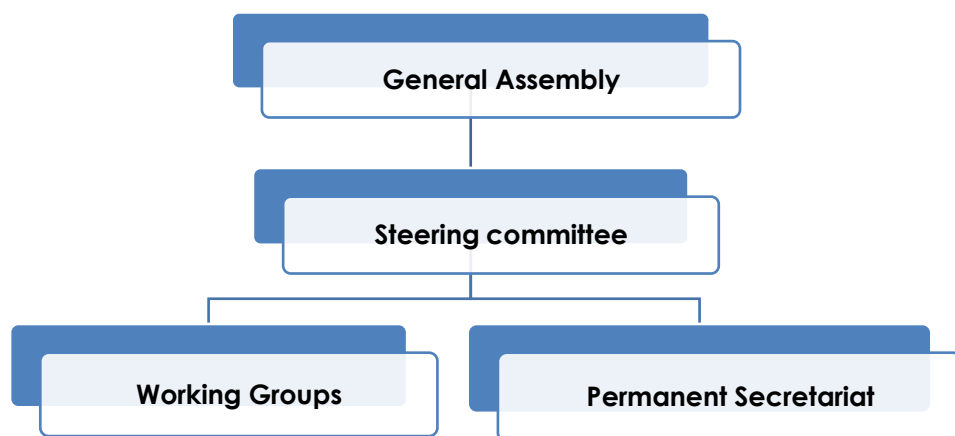 General Assembly
Steering committee
Working Groups
Permanent Secretariat